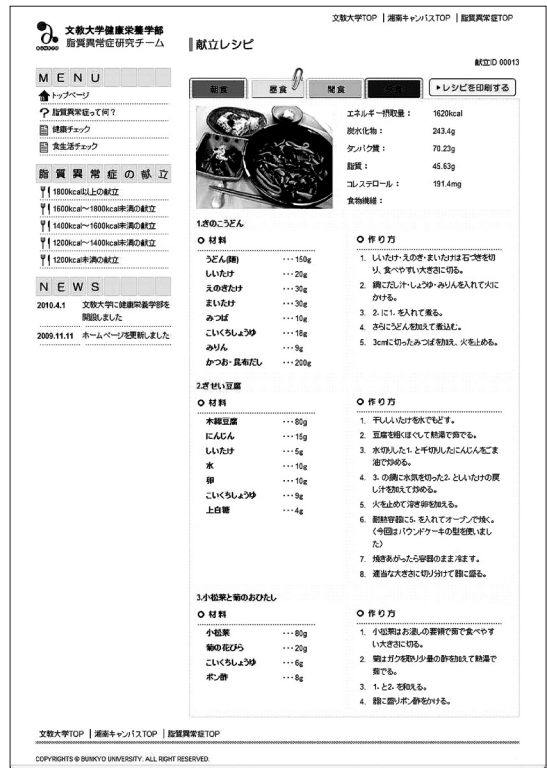 文教大学TOP │湘南キャンパスTOP │脂質異常症TOP
文教大学健康栄養学部
脂質異常症研究チーム
BUNKYO
献立レシピ
献立ID 00013
MENU
トップページ
脂質異常症って何？
健康チェック
食生活チェック
脂質異常症の献立
1800kcal以上の献立
1600kcal～1800kcal未満の献立
1400kcal～1600kcal未満の献立
1200kcal～1400kcal未満の献立
1200kcal未満の献立
NEWS
2010.4.1 文教大学に健康栄養学部を
開設しました
2009.11.11 ホームページを更新しました
朝食 昼食 間食 夕食 ▶レシピを印刷する
エネルギー摂取量： 1620kcal
炭水化物： 243.4g
タンパク質： 70.23g
脂質： 45.63g
コレステロール： 191.4mg
食物繊維：
1.きのこうどん
○ 材料
うどん(麺) ･･･150g
しいたけ ･･･20g
えのきたけ ･･･30g
まいたけ ･･･30g
みつば ･･･10g
こいくちしょうゆ ･･･18g
みりん ･･･9g
かつお・昆布だし ･･･200g
○ 作り方
1. しいたけ・えのき・まいたけは石づきを切
り、食べやすい大きさに切る。
2. 鍋にだし汁・しょうゆ・みりんを入れて火に
かける。
3. 2．に1．を入れて煮る。
4. さらにうどんを加えて煮込む。
5. 3cmに切ったみつばを加え、火を止める。
2.ぎせい豆腐
○ 材料
木綿豆腐 ･･･80g
にんじん ･･･15g
しいたけ ･･･5g
水 ･･･10g
卵 ･･･10g
こいくちしょうゆ ･･･9g
上白糖 ･･･4g
○ 作り方
1. 干ししいたけを水でもどす。
2. 豆腐を粗くほぐして熱湯で茹でる。
3. 水切りした1．と千切りしたにんじんをごま
油で炒める。
4. 3．の鍋に水気を切った2．としいたけの戻
し汁を加えて炒める。
5. 火を止めて溶き卵を加える。
6. 耐熱容器に5．を入れてオーブンで焼く。
（今回はパウンドケーキの型を使いまし
た）
7. 焼きあがったら容器のまま冷ます。
8. 適当な大きさに切り分けて器に盛る。
3.小松菜と菊のおひたし
○ 材料
小松菜 ･･･80g
菊の花びら ･･･20g
こいくちしょうゆ ･･･6g
ポン酢 ･･･8g
○ 作り方
1. 小松菜はお浸しの要領で茹で食べやす
い大きさに切る。
2. 菊はガクを取り少量の酢を加えて熱湯で
茹でる。
3. 1．と2．を和える。
4. 器に盛りポン酢をかける。
文教大学TOP │湘南キャンパスTOP │脂質異常症TOP
COPYRIGHTS © BUNKYO UNIVERSITY. ALL RIGHT RESERVED.